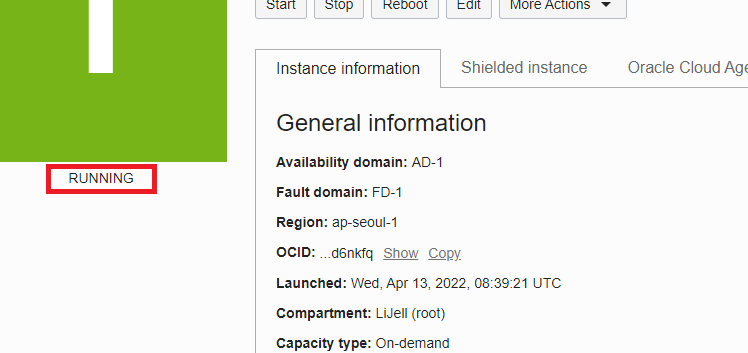 Start Stop Reboot Edit More Actions
Instance information Shielded instance Oracle Cloud Age
RUNNING
General information
Availability domain: AD-1
Fault domain: FD-1
Region: ap-seoul-1
OCID: ...d6nkfq Show Copy
Launched: Wed, Apr 13, 2022, 08:39:21 UTC
Compartment: LiJell (root)
Capacity type: On-demand